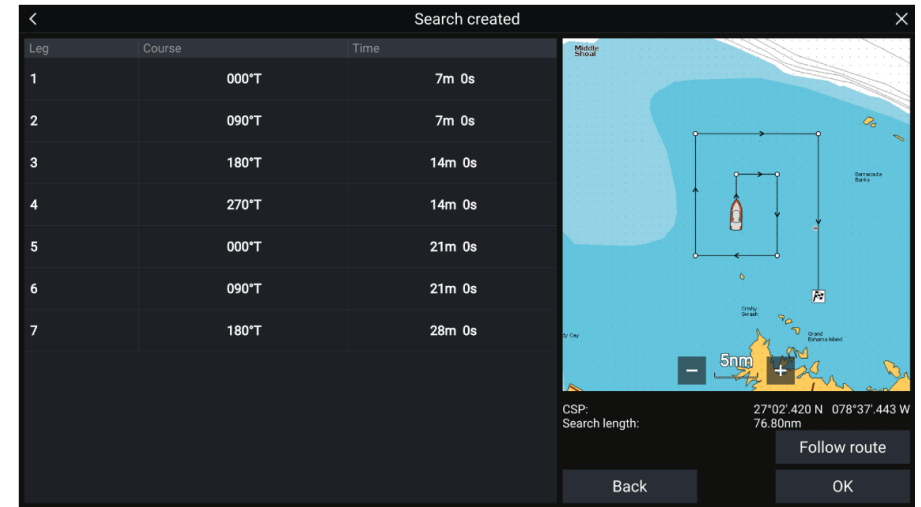 Search created
Leg Course Time
1 000°T 7m 0s
2 090°T 7m 0s
3 180°T 14m 0s
4 270°T 14m 0s
5 000°T 21m 0s
6 090°T 21m 0s
7 180°T 28m 0s
Middle
Shoal
Barracouta
Banks
Grand
Bahama Island
5nm
CSP: 27°02'.420 N 078°37'.443 W
Search length: 76.80nm
Follow route
Back OK